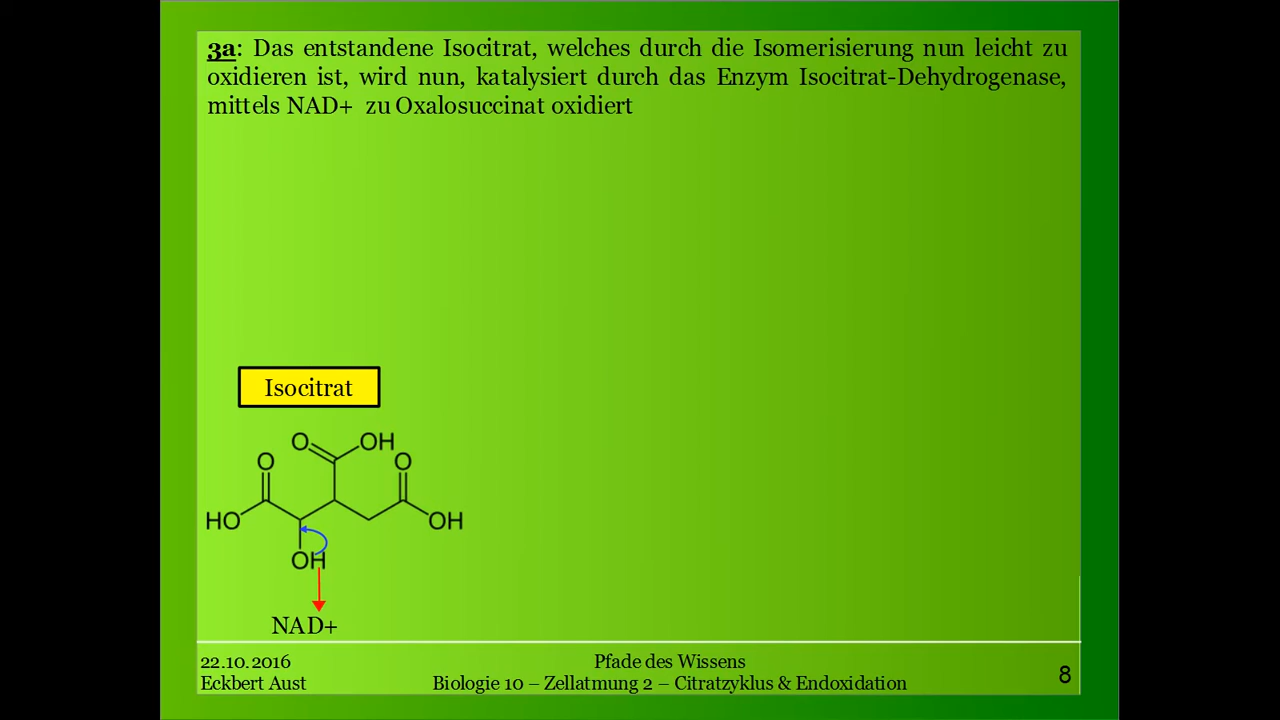 3a: Das entstandene Isocitrat, welches durch die Isomerisierung nun leicht zu
oxidieren ist, wird nun, katalysiert durch das Enzym Isocitrat-Dehydrogenase,
mittels NAD+ zu Oxalosuccinat oxidiert
Isocitrat
O OH
O O
HO OH
OH
NAD+
22.10.2016
Eckbert Aust
Pfade des Wissens
Biologie 10 – Zellatmung 2 – Citratzyklus & Endoxidation
8